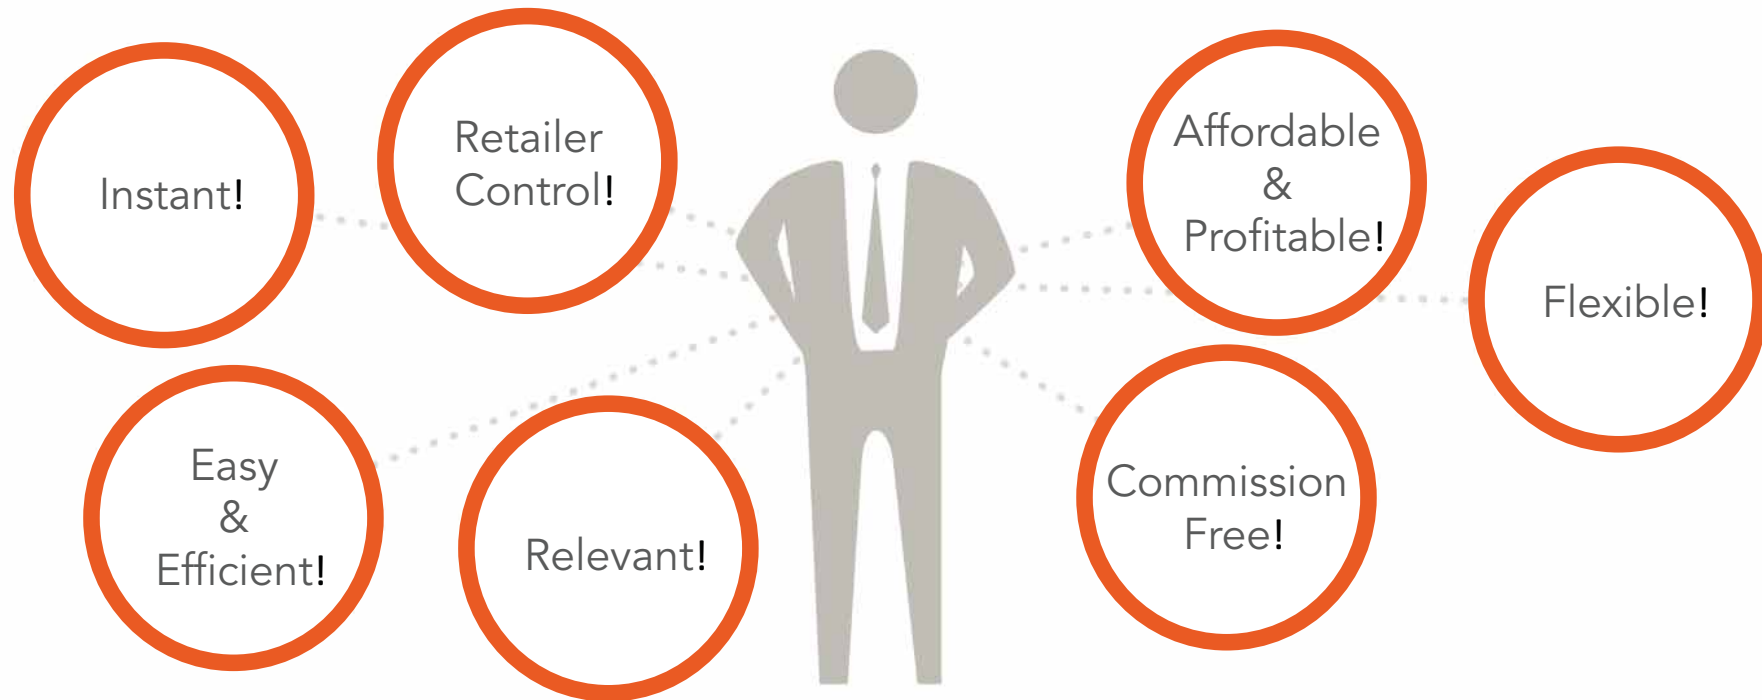 Instant!
Retailer
Control!
Affordable
&
Profitable!
Flexible!
Easy
&
Efficient!
Relevant!
Commission
Free!